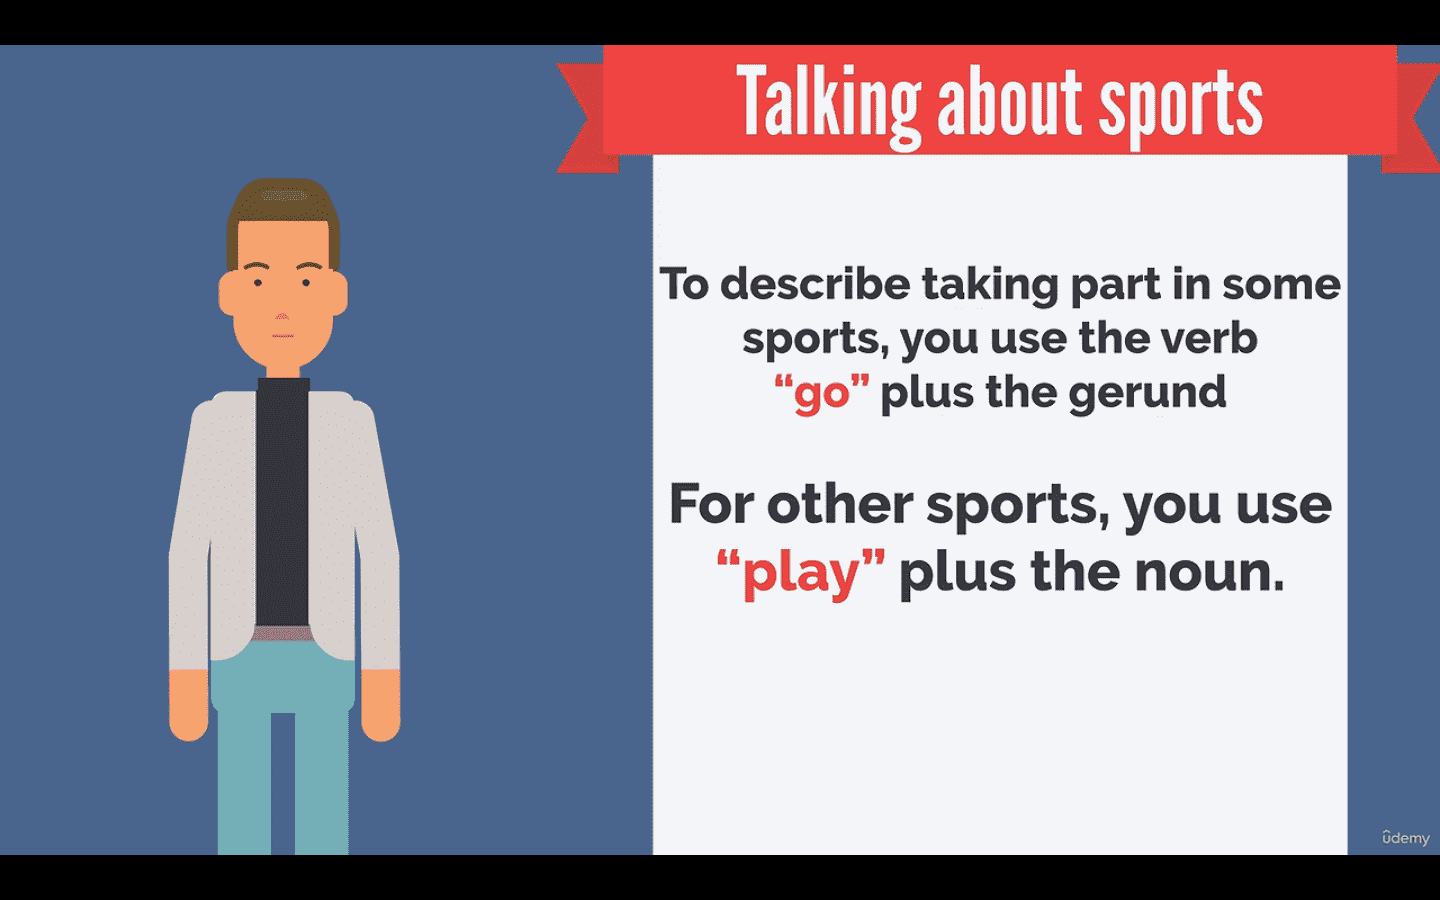 Talking about sports
To describe taking part in some
sports, you use the verb
“go” plus the gerund
For other sports, you use
“play” plus the noun.
ûdemy